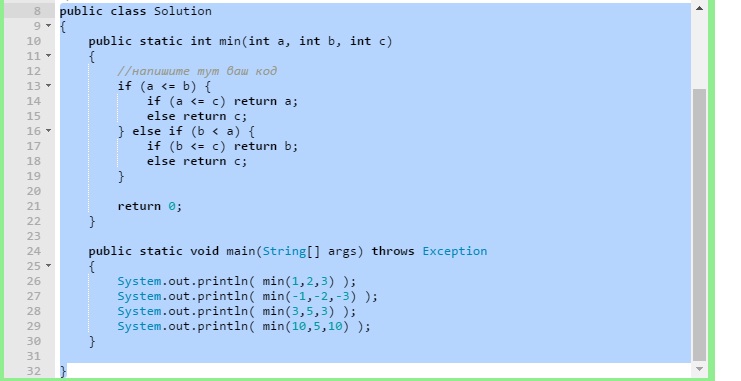 8 public class Solution
9 {
10 public static int min(int a, int b, int c)
11 {
12 //напишите тут ваш код
13 if (a <= b) {
14 if (a <= c) return a;
15 else return c;
16 } else if (b < a) {
17 if (b <= c) return b;
18 else return c;
19 }
20
21 return 0;
22 }
23
24 public static void main(String[] args) throws Exception
25 {
26 System.out.println( min(1,2,3) );
27 System.out.println( min(-1,-2,-3) );
28 System.out.println( min(3,5,3) );
29 System.out.println( min(10,5,10) );
30 }
31
32 }